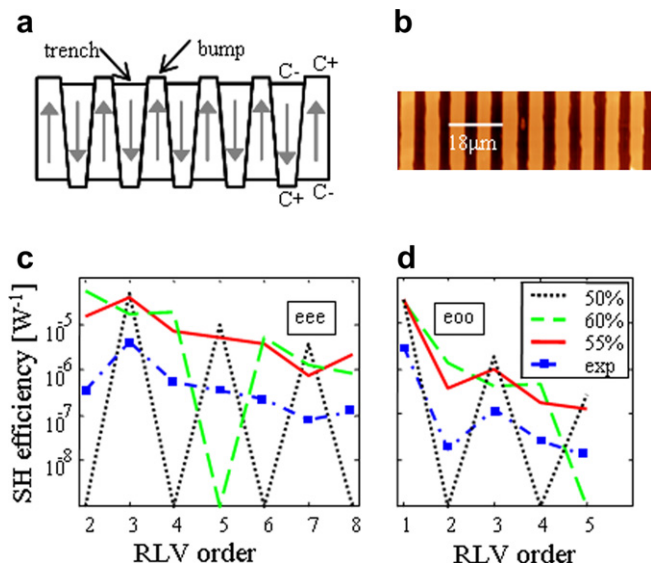 a
b
trench
bump
C-
C+
C+
C-
18μm
c
d
SH efficiency [W⁻¹]
10⁻⁵
10⁻⁶
10⁻⁷
10⁻⁸
eee
eoo
50%
60%
55%
exp
2 3 4 5 6 7 8
1 2 3 4 5
RLV order
RLV order